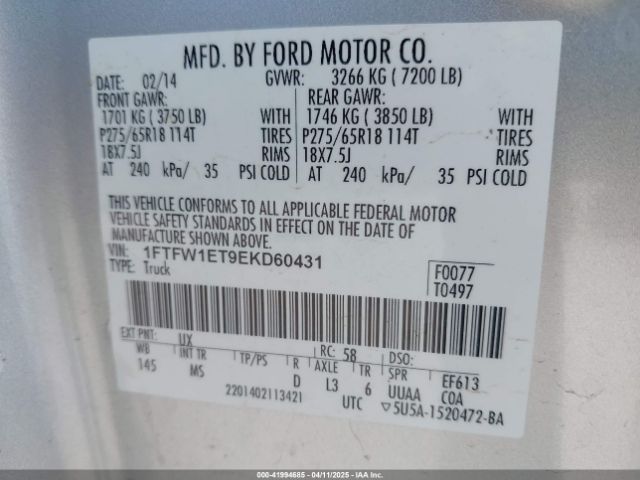 MFD. BY FORD MOTOR CO.
DATE: 02/14 GVWR: 3266 KG ( 7200 LB)
FRONT GAWR: REAR GAWR:
1701 KG ( 3750 LB) WITH 1746 KG ( 3850 LB) WITH
P275/65R18 114T TIRES P275/65R18 114T TIRES
18X7.5J RIMS 18X7.5J RIMS
AT 240 kPa/ 35 PSI COLD AT 240 kPa/ 35 PSI COLD
THIS VEHICLE CONFORMS TO ALL APPLICABLE FEDERAL MOTOR
VEHICLE SAFETY STANDARDS IN EFFECT ON THE DATE OF
MANUFACTURE SHOWN ABOVE.
VIN: 1FTFW1ET9EKD60431
TYPE: Truck
F0077
T0497
EXT PNT: UX RC: 58 DSO:
WB INT TR TP/PS R AXLE TR SPR EF613
145 MS D L3 6 UUAA COA
2201402113421 UTC ▽5U5A-1520472-BA
000-41994685 - 04/11/2025 - IAAI.COM